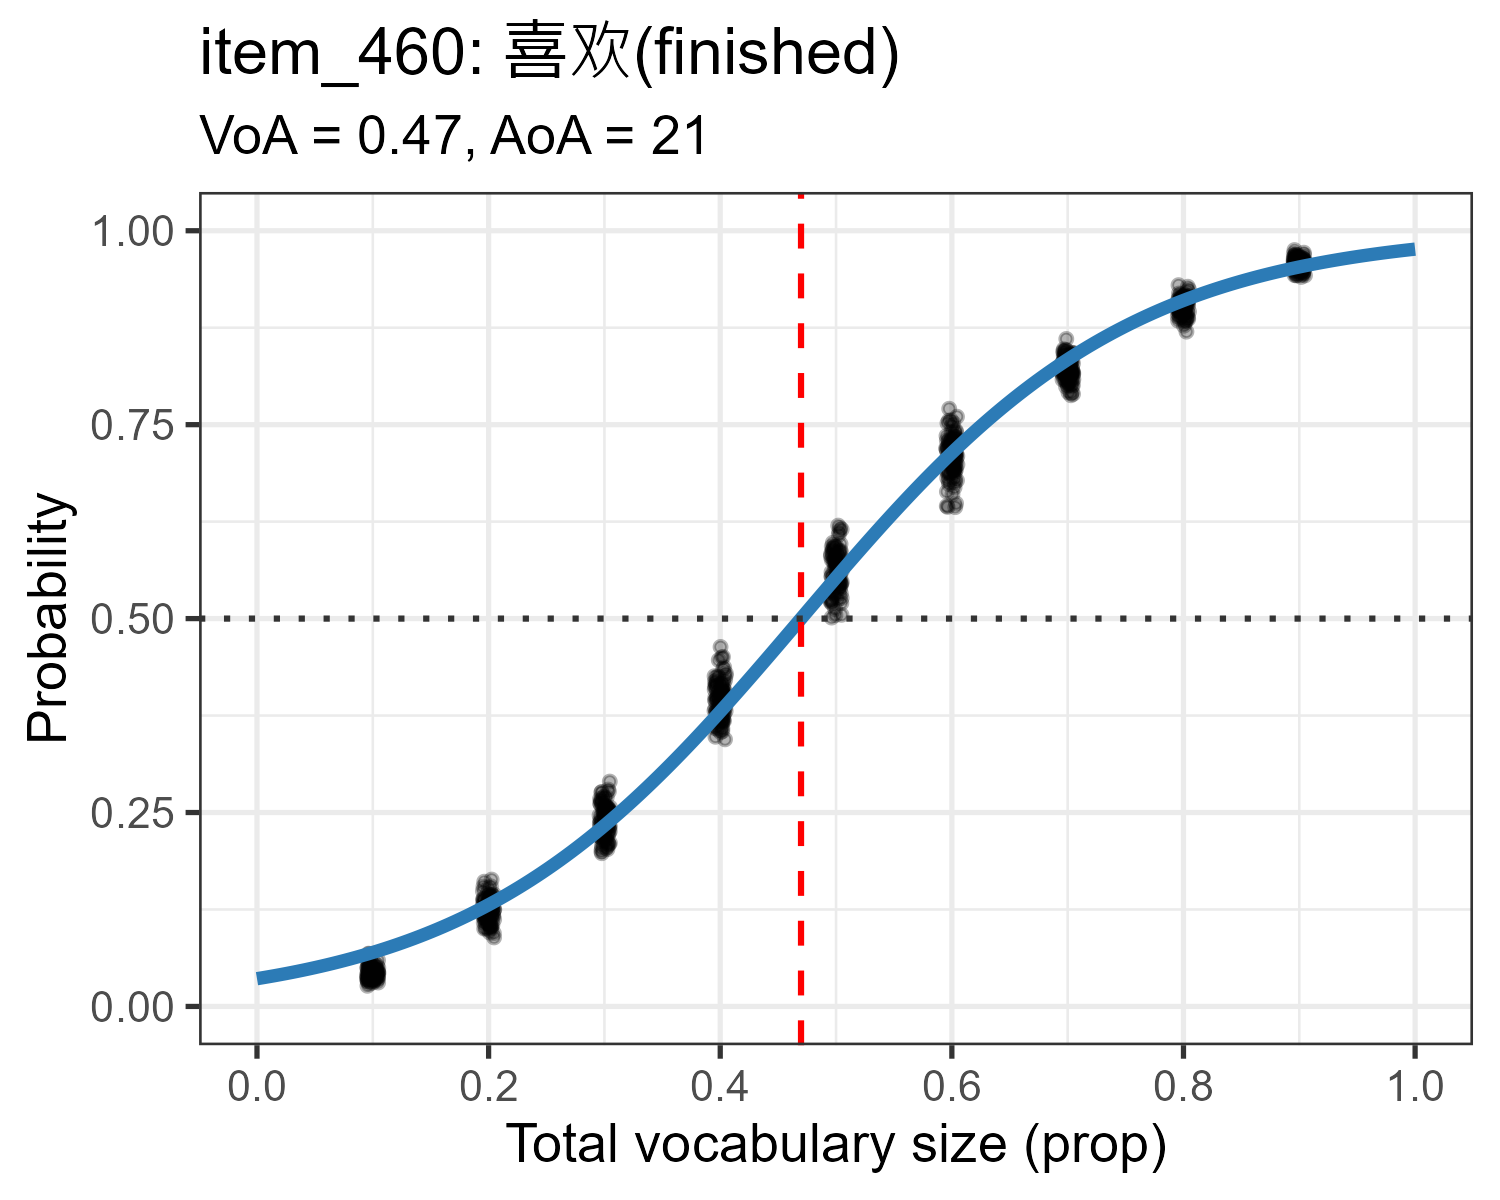 item_460: 喜欢(finished)
VoA = 0.47, AoA = 21
1.00
0.75
0.50
0.25
0.00
Probability
0.0 0.2 0.4 0.6 0.8 1.0
Total vocabulary size (prop)